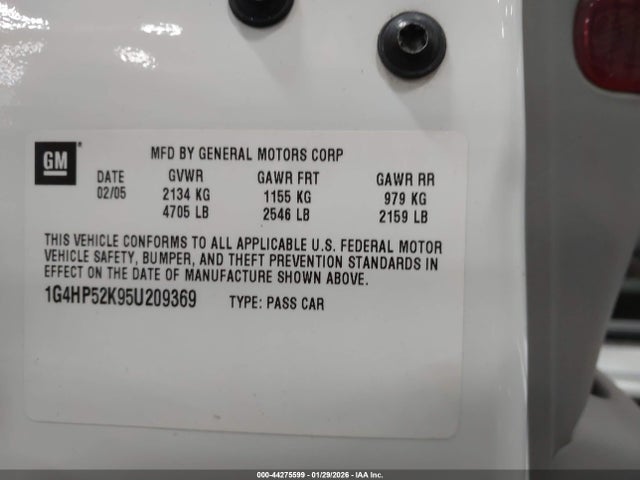 GM
MFD BY GENERAL MOTORS CORP
DATE GVWR GAWR FRT GAWR RR
02/05 2134 KG 1155 KG 979 KG
4705 LB 2546 LB 2159 LB
THIS VEHICLE CONFORMS TO ALL APPLICABLE U.S. FEDERAL MOTOR
VEHICLE SAFETY, BUMPER, AND THEFT PREVENTION STANDARDS IN
EFFECT ON THE DATE OF MANUFACTURE SHOWN ABOVE.
1G4HP52K95U209369 TYPE: PASS CAR
000-44275599 - 01/29/2026 - IAA Inc.